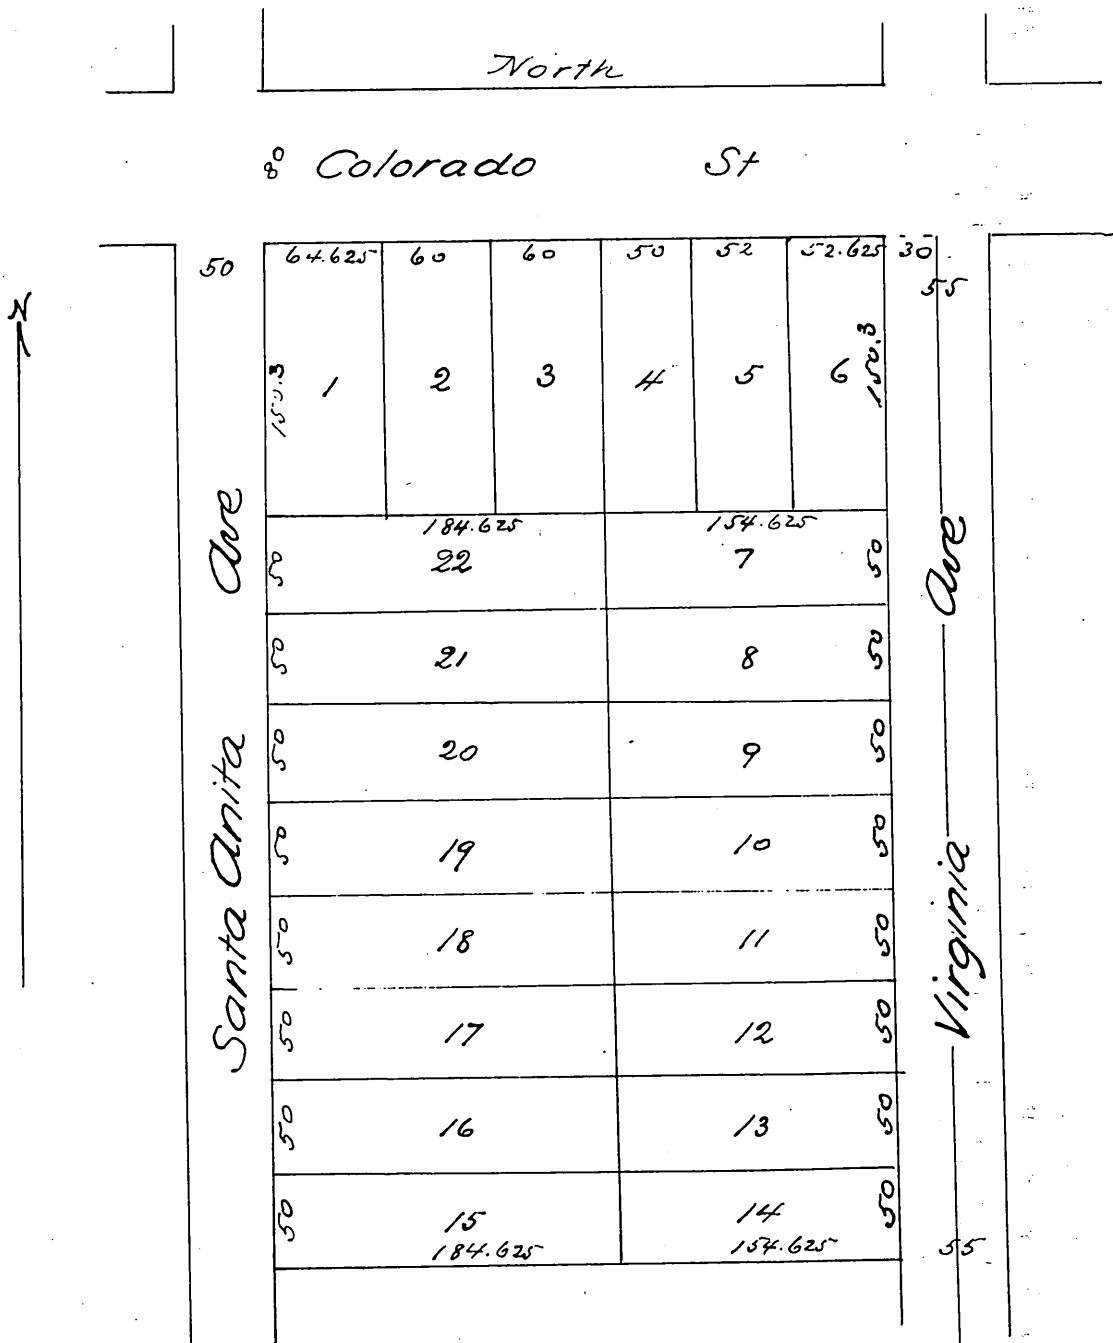 North
80 Colorado St
50 64.625 60 60 50 52 52.625 30
55
N
150.3 1 2 3 4 5 6 150.3
184.625 154.625
50 22 7 50
50 21 8 50
50 20 9 50
50 19 10 50
50 18 11 50
50 17 12 50
50 16 13 50
50 15 14 50
184.625 154.625 55
Santa Anita Ave
Virginia Ave